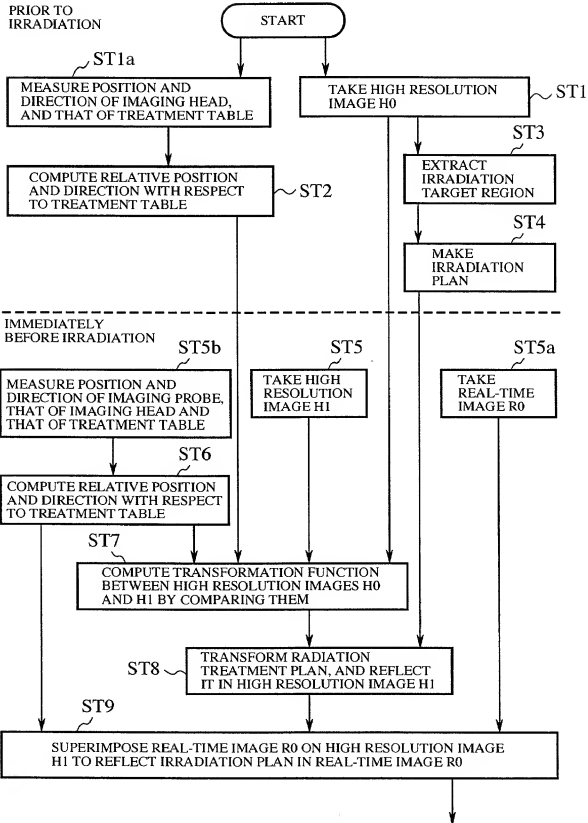 PRIOR TO
IRRADIATION
START
ST1a
MEASURE POSITION AND
DIRECTION OF IMAGING HEAD,
AND THAT OF TREATMENT TABLE
TAKE HIGH RESOLUTION
IMAGE H0
ST1
ST3
EXTRACT
IRRADIATION
TARGET REGION
COMPUTE RELATIVE POSITION
AND DIRECTION WITH RESPECT
TO TREATMENT TABLE
ST2
ST4
MAKE
IRRADIATION
PLAN
IMMEDIATELY
BEFORE IRRADIATION
ST5b
MEASURE POSITION AND
DIRECTION OF IMAGING PROBE,
THAT OF IMAGING HEAD AND
THAT OF TREATMENT TABLE
ST5
TAKE HIGH
RESOLUTION
IMAGE H1
ST5a
TAKE
REAL-TIME
IMAGE R0
ST6
COMPUTE RELATIVE POSITION
AND DIRECTION WITH RESPECT
TO TREATMENT TABLE
ST7
COMPUTE TRANSFORMATION FUNCTION
BETWEEN HIGH RESOLUTION IMAGES H0
AND H1 BY COMPARING THEM
ST8
TRANSFORM RADIATION
TREATMENT PLAN, AND REFLECT
IT IN HIGH RESOLUTION IMAGE H1
ST9
SUPERIMPOSE REAL-TIME IMAGE R0 ON HIGH RESOLUTION IMAGE
H1 TO REFLECT IRRADIATION PLAN IN REAL-TIME IMAGE R0